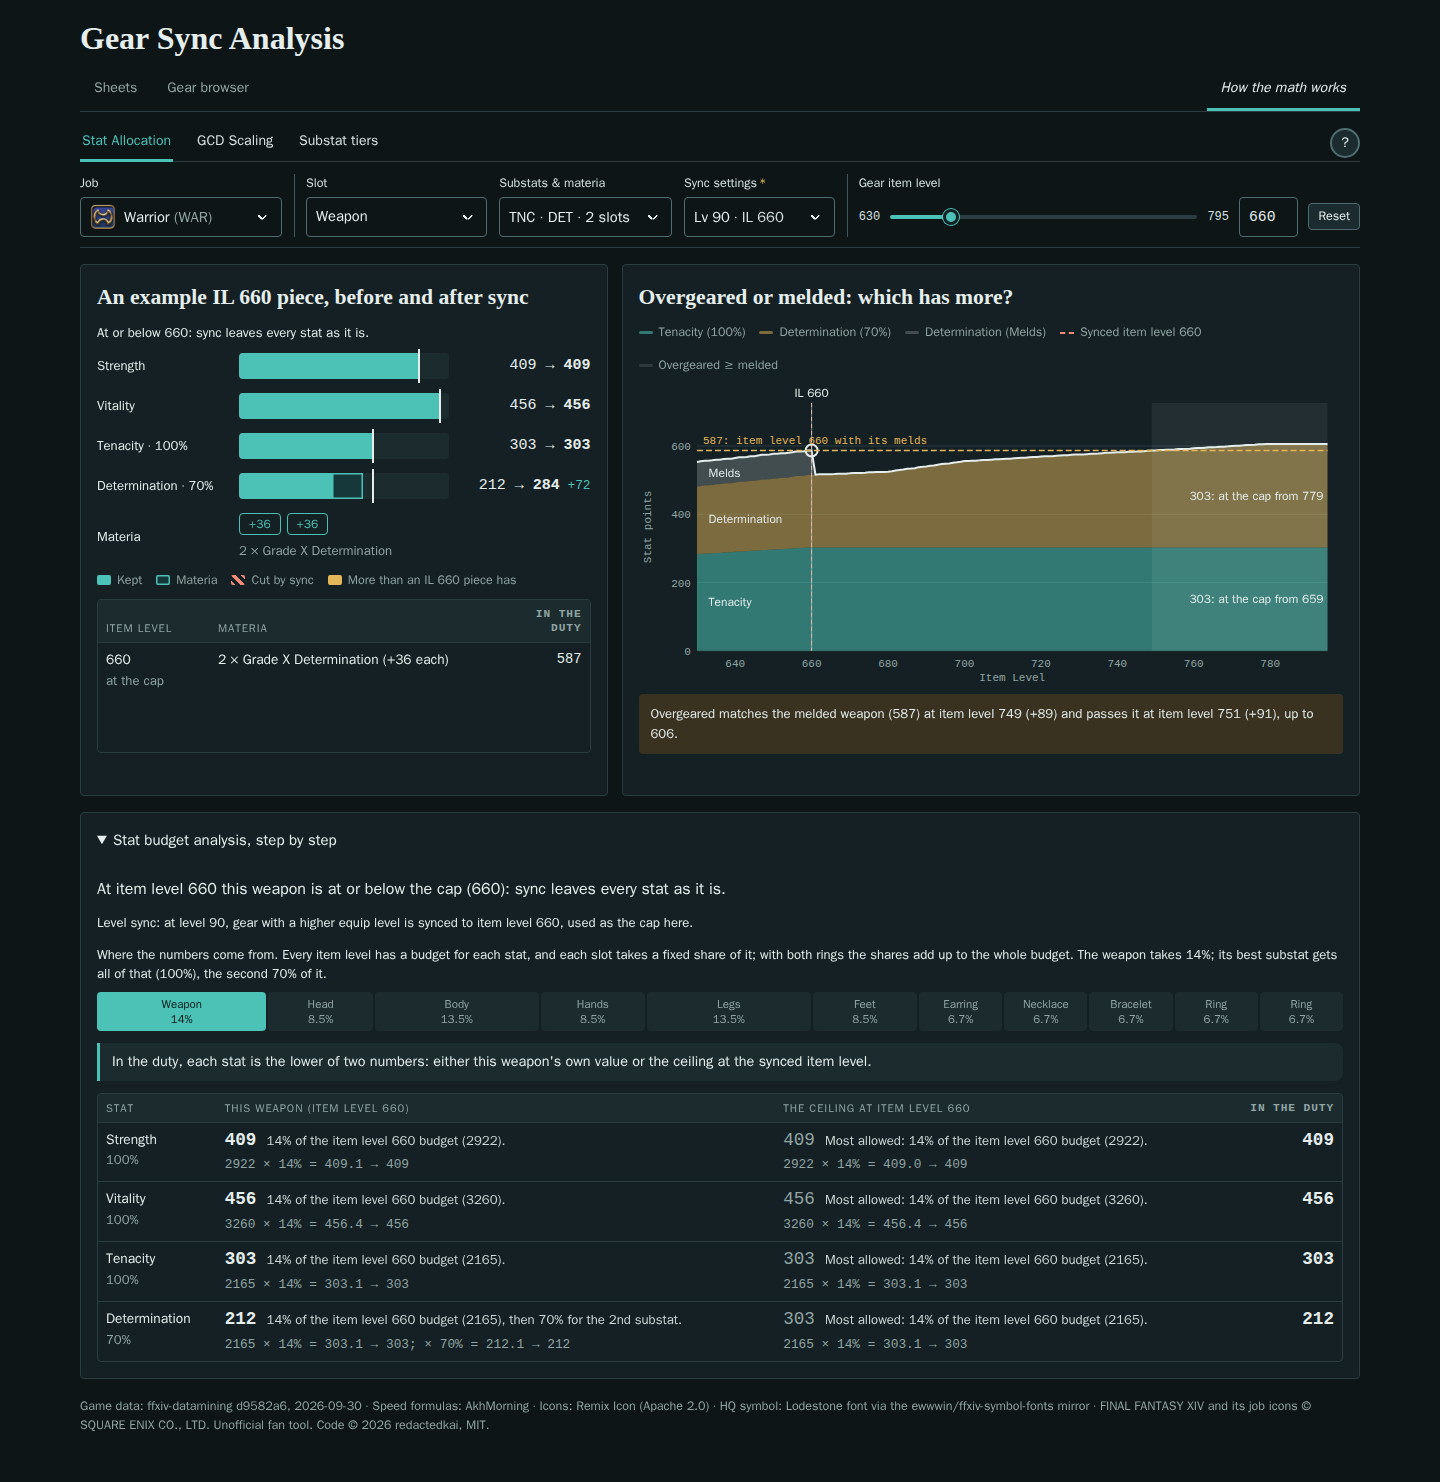 Gear Sync Analysis
Sheets
Gear browser
How the math works
Stat Allocation
GCD Scaling
Substat tiers
?
Job
Slot
Substats & materia
Sync settings *
Gear item level
Warrior (WAR)
Weapon
TNC · DET · 2 slots
Lv 90 · IL 660
630
795
660
Reset
An example IL 660 piece, before and after sync
At or below 660: sync leaves every stat as it is.
Strength
409 → 409
Vitality
456 → 456
Tenacity · 100%
303 → 303
Determination · 70%
212 → 284 +72
Materia
+36
+36
2 × Grade X Determination
Kept
Materia
Cut by sync
More than an IL 660 piece has
ITEM LEVEL
MATERIA
IN THE
DUTY
660
2 × Grade X Determination (+36 each)
587
at the cap
Overgeared or melded: which has more?
Tenacity (100%)
Determination (70%)
Determination (Melds)
Synced item level 660
Overgeared ≥ melded
IL 660
587: item level 660 with its melds
600
400
200
0
Stat points
Melds
Determination
Tenacity
303: at the cap from 779
303: at the cap from 659
640
660
680
700
720
740
760
780
Item Level
Overgeared matches the melded weapon (587) at item level 749 (+89) and passes it at item level 751 (+91), up to
606.
▼ Stat budget analysis, step by step
At item level 660 this weapon is at or below the cap (660): sync leaves every stat as it is.
Level sync: at level 90, gear with a higher equip level is synced to item level 660, used as the cap here.
Where the numbers come from. Every item level has a budget for each stat, and each slot takes a fixed share of it; with both rings the shares add up to the whole budget. The weapon takes 14%; its best substat gets
all of that (100%), the second 70% of it.
Weapon
14%
Head
8.5%
Body
13.5%
Hands
8.5%
Legs
13.5%
Feet
8.5%
Earring
6.7%
Necklace
6.7%
Bracelet
6.7%
Ring
6.7%
Ring
6.7%
In the duty, each stat is the lower of two numbers: either this weapon's own value or the ceiling at the synced item level.
STAT
THIS WEAPON (ITEM LEVEL 660)
THE CEILING AT ITEM LEVEL 660
IN THE DUTY
Strength
100%
409 14% of the item level 660 budget (2922).
2922 × 14% = 409.1 → 409
409 Most allowed: 14% of the item level 660 budget (2922).
2922 × 14% = 409.0 → 409
409
Vitality
100%
456 14% of the item level 660 budget (3260).
3260 × 14% = 456.4 → 456
456 Most allowed: 14% of the item level 660 budget (3260).
3260 × 14% = 456.4 → 456
456
Tenacity
100%
303 14% of the item level 660 budget (2165).
2165 × 14% = 303.1 → 303
303 Most allowed: 14% of the item level 660 budget (2165).
2165 × 14% = 303.1 → 303
303
Determination
70%
212 14% of the item level 660 budget (2165), then 70% for the 2nd substat.
2165 × 14% = 303.1 → 303; × 70% = 212.1 → 212
303 Most allowed: 14% of the item level 660 budget (2165).
2165 × 14% = 303.1 → 303
212
Game data: ffxiv-datamining d9582a6, 2026-09-30 · Speed formulas: AkhMorning · Icons: Remix Icon (Apache 2.0) · HQ symbol: Lodestone font via the ewwwin/ffxiv-symbol-fonts mirror · FINAL FANTASY XIV and its job icons ©
SQUARE ENIX CO., LTD. Unofficial fan tool. Code © 2026 redactedkai, MIT.